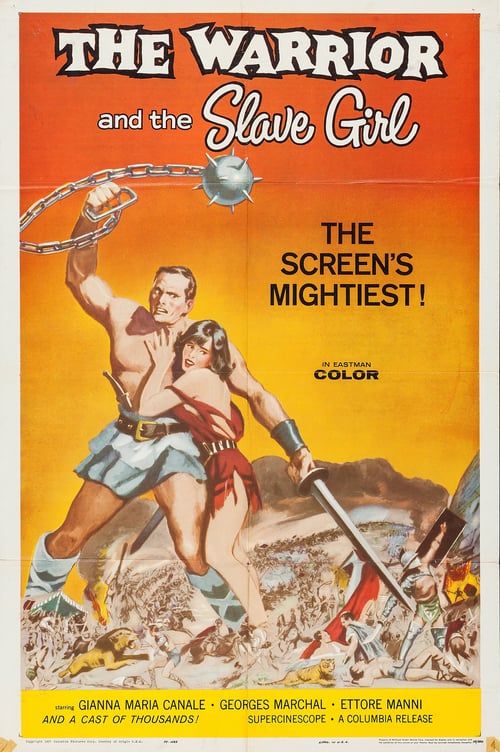 THE WARRIOR
and the Slave Girl
THE
SCREEN'S
MIGHTIEST!
IN EASTMAN
COLOR
starring GIANNA MARIA CANALE · GEORGES MARCHAL · ETTORE MANNI
AND A CAST OF THOUSANDS! SUPERCINESCOPE · A COLUMBIA RELEASE